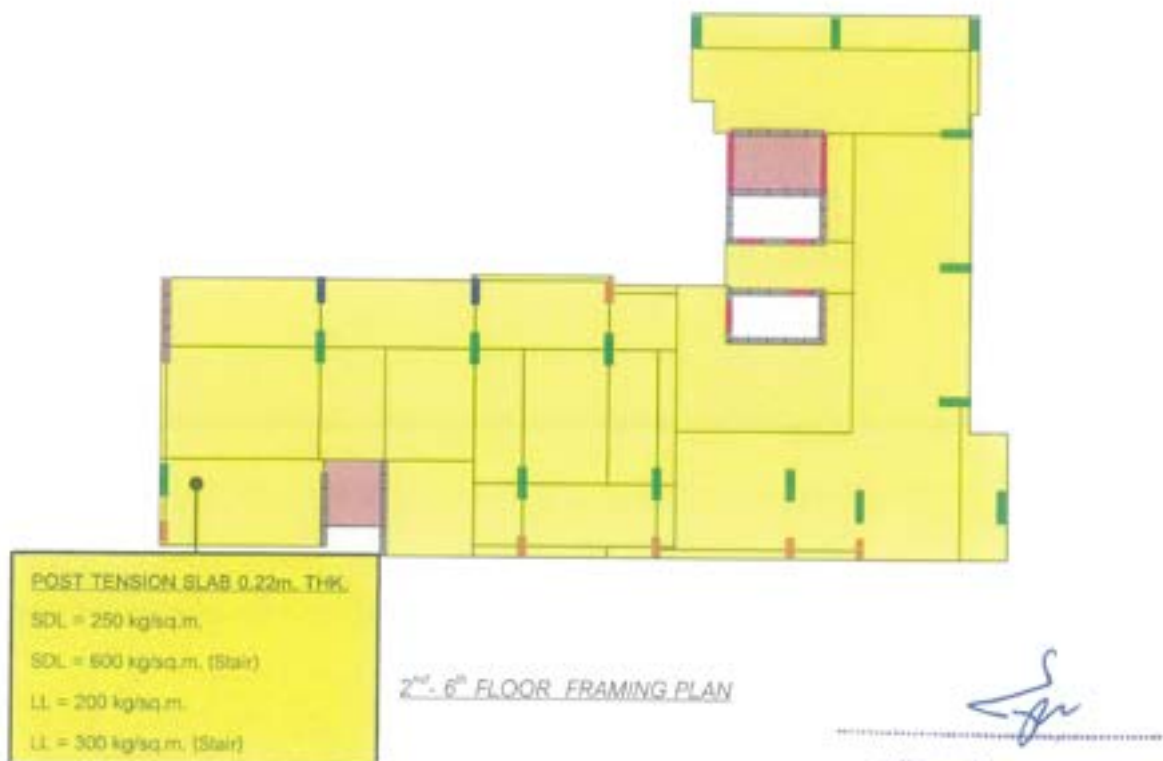 POST TENSION SLAB 0.22m. THK.
SDL = 250 kg/sq.m.
SDL = 600 kg/sq.m. (Stair)
LL = 200 kg/sq.m.
LL = 300 kg/sq.m. (Stair)
2nd - 6th FLOOR FRAMING PLAN